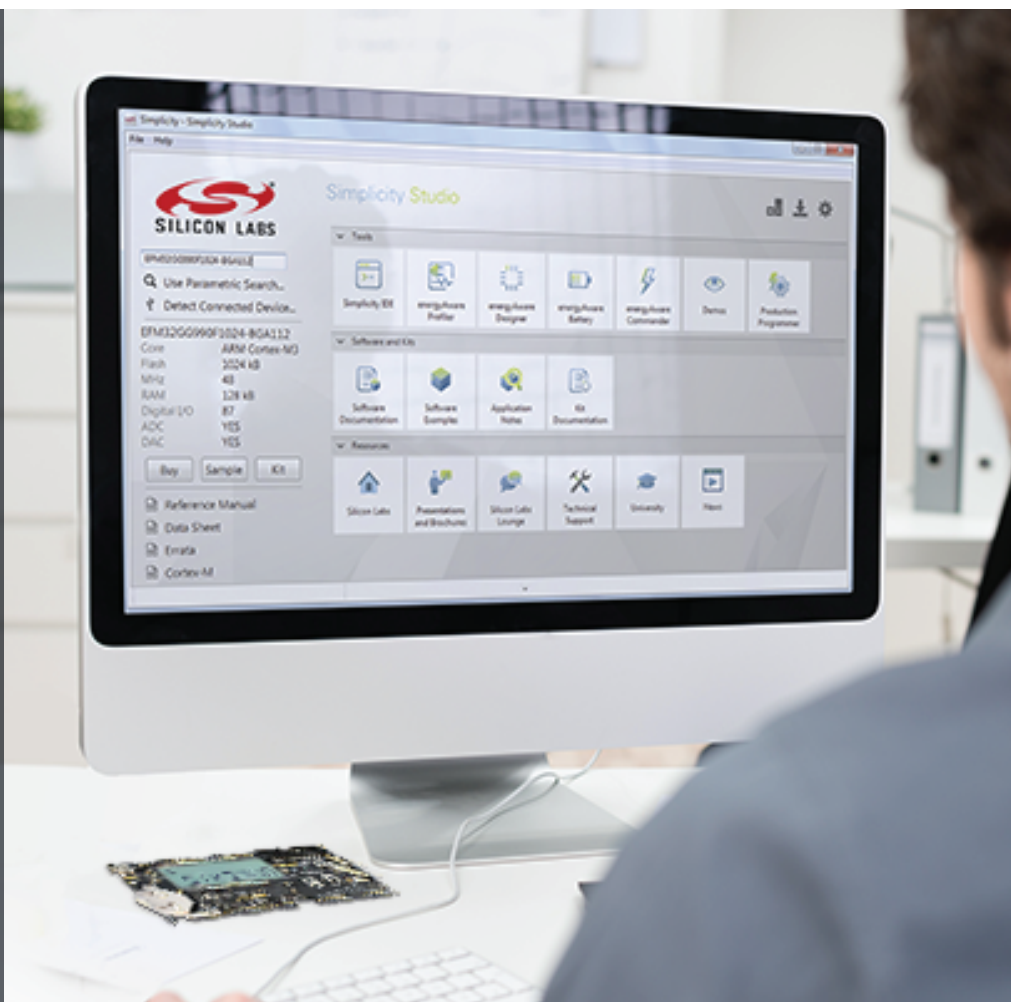 Simplicity - Simplicity Studio
File Help
SILICON LABS
Simplicity Studio
EFM32GG990F1024-BGA112
Use Parametric Search...
Detect Connected Device...
EFM32GG990F1024-BGA112
Core ARM Cortex-M3
Flash 1024 kB
MHz 48
RAM 128 kB
Digital I/O 87
ADC YES
DAC YES
Buy Sample Kit
Reference Manual
Data Sheet
Errata
Cortex-M
Tools
Simplicity IDE
energyAware Profiler
energyAware Designer
energyAware Battery
energyAware Commander
Demos
Production Programmer
Software and Kits
Software Documentation
Software Examples
Application Notes
Kit Documentation
Resources
Silicon Labs
Presentations and Brochures
Silicon Labs Lounge
Technical Support
University